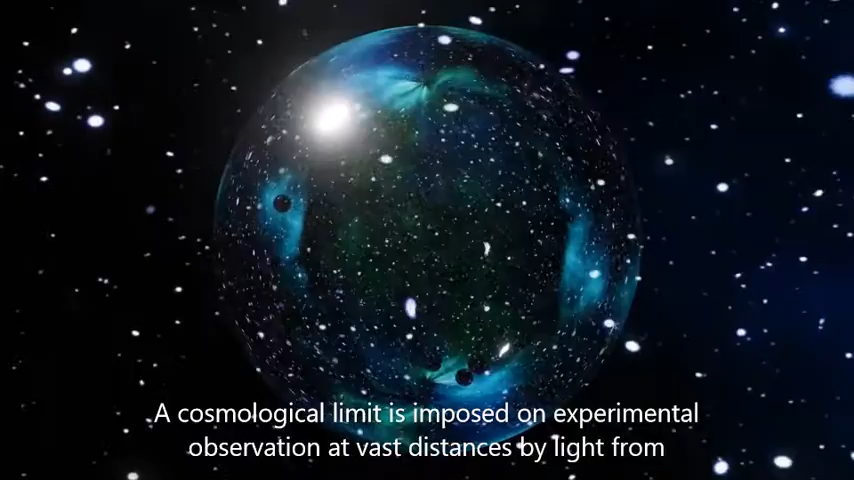 A cosmological limit is imposed on experimental
observation at vast distances by light from